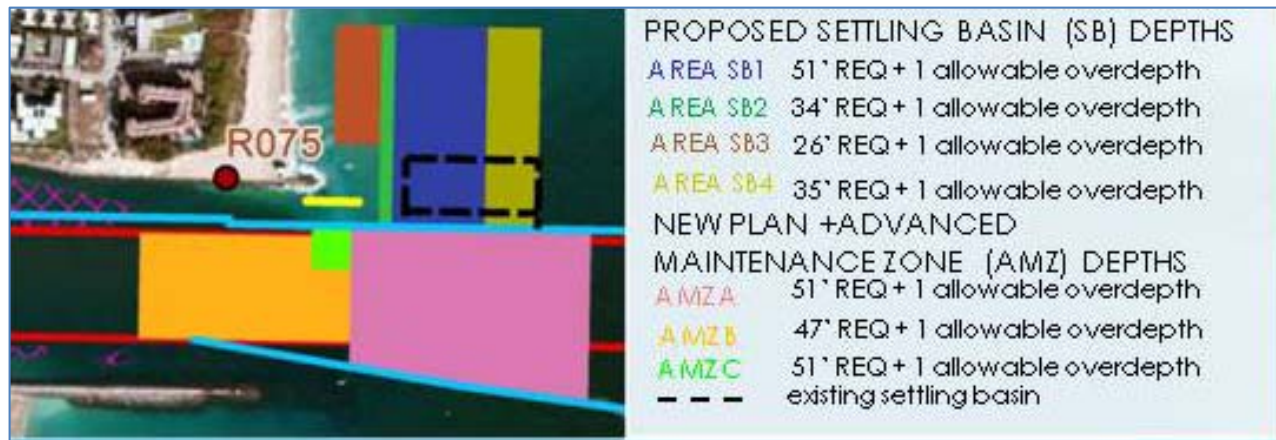 R075
PROPOSED SETTLING BASIN (SB) DEPTHS
AREA SB1 51' REQ + 1 allowable overdepth
AREA SB2 34' REQ + 1 allowable overdepth
AREA SB3 26' REQ + 1 allowable overdepth
AREA SB4 35' REQ + 1 allowable overdepth
NEW PLAN +ADVANCED
MAINTENANCE ZONE (AMZ) DEPTHS
AMZ A 51' REQ + 1 allowable overdepth
AMZ B 47' REQ + 1 allowable overdepth
AMZ C 51' REQ + 1 allowable overdepth
existing settling basin